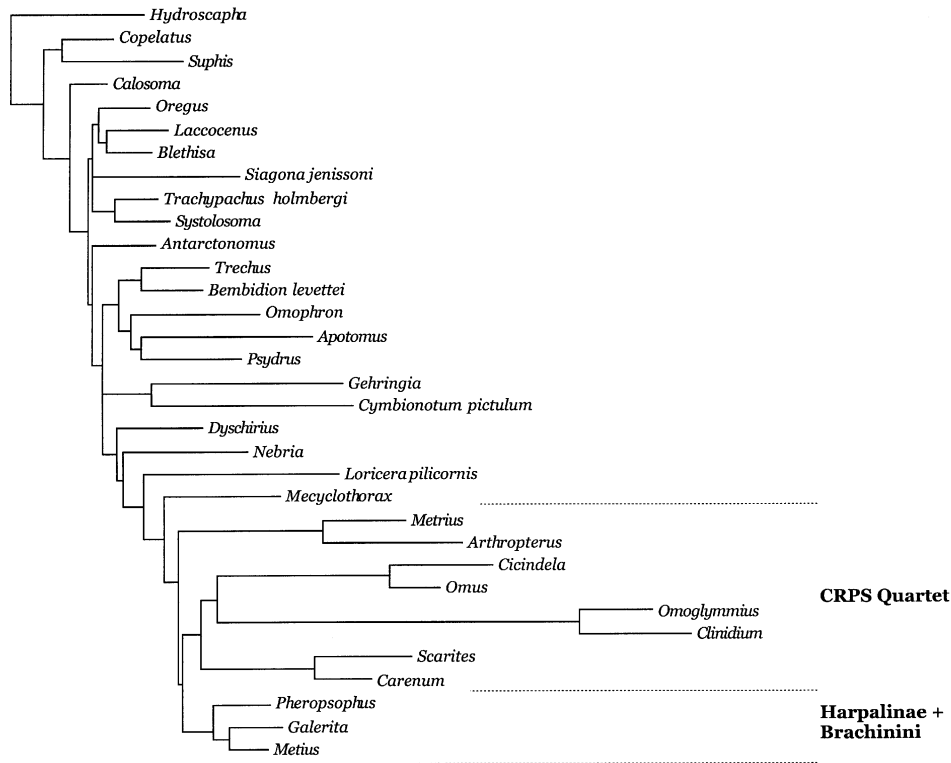 Hydroscapha
Copelatus
Suphis
Calosoma
Oregus
Laccocenus
Blethisa
Siagona jenissoni
Trachypachus holmbergi
Systolosoma
Antarctonomus
Trechus
Bembidion levettei
Omophron
Apotomus
Psydrus
Gehringia
Cymbionotum pictulum
Dyschirius
Nebria
Loricera pilicornis
Mecyclothorax
Metrius
Arthropterus
Cicindela
Omus
CRPS Quartet
Omoglymmius
Clinidium
Scarites
Carenum
Pheropsophus
Harpalinae +
Brachinini
Galerita
Metius